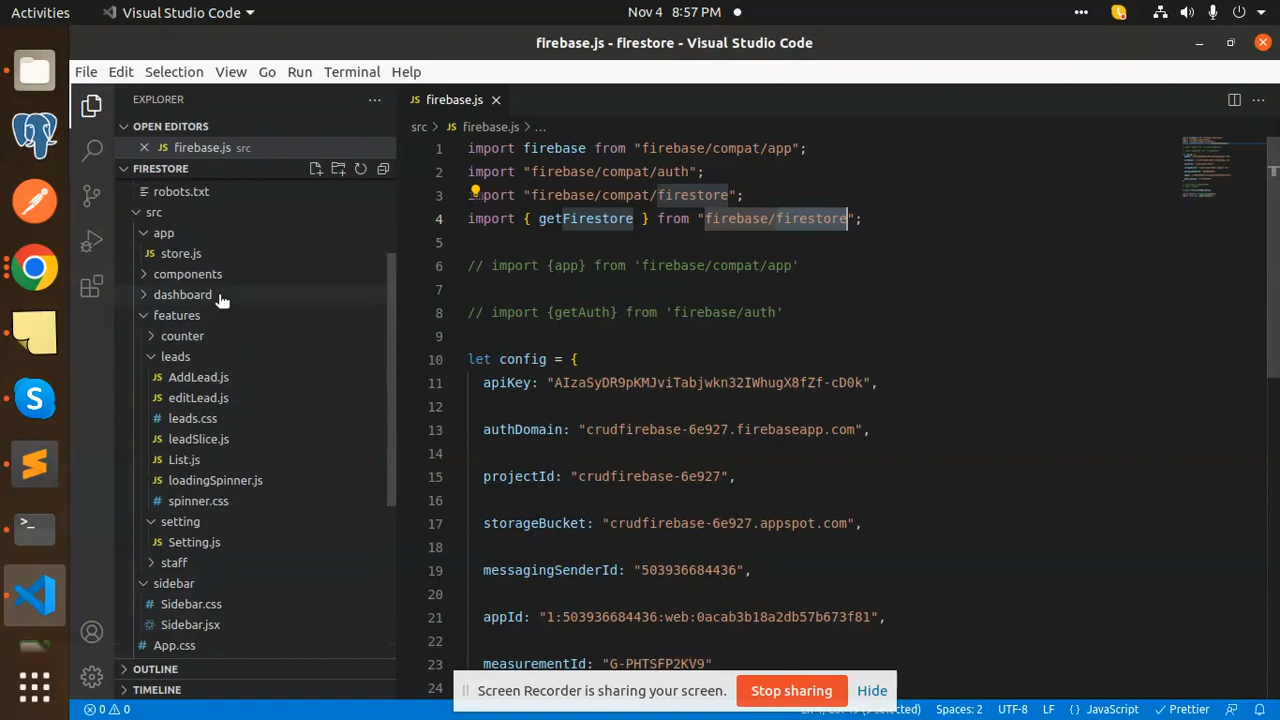 Activities
Visual Studio Code
Nov 4 8:57 PM
firebase.js - firestore - Visual Studio Code
File Edit Selection View Go Run Terminal Help
EXPLORER
OPEN EDITORS
firebase.js src
FIRESTORE
robots.txt
src
app
store.js
components
dashboard
features
counter
leads
AddLead.js
editLead.js
leads.css
leadSlice.js
List.js
loadingSpinner.js
spinner.css
setting
Setting.js
staff
sidebar
Sidebar.css
Sidebar.jsx
App.css
OUTLINE
TIMELINE
JS firebase.js
src > JS firebase.js > ...
1 import firebase from "firebase/compat/app";
2 import "firebase/compat/auth";
3 import "firebase/compat/firestore";
4 import { getFirestore } from "firebase/firestore";
5
6 // import {app} from 'firebase/compat/app'
7
8 // import {getAuth} from 'firebase/auth'
9
10 let config = {
11 apiKey: "AIzaSyDR9pKMJviTabjwkn32IWhugX8fZf-cD0k",
12
13 authDomain: "crudfirebase-6e927.firebaseapp.com",
14
15 projectId: "crudfirebase-6e927",
16
17 storageBucket: "crudfirebase-6e927.appspot.com",
18
19 messagingSenderId: "503936684436",
20
21 appId: "1:503936684436:web:0acab3b18a2db57b673f81",
22
23 measurementId: "G-PHTSFP2KV9"
24
Screen Recorder is sharing your screen. Stop sharing Hide
0 0 Spaces: 2 UTF-8 LF { } JavaScript Prettier